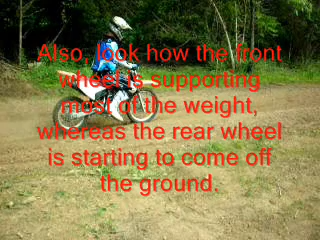 Also, look how the front
wheel is supporting
most of the weight,
whereas the rear wheel
is starting to come off
the ground.